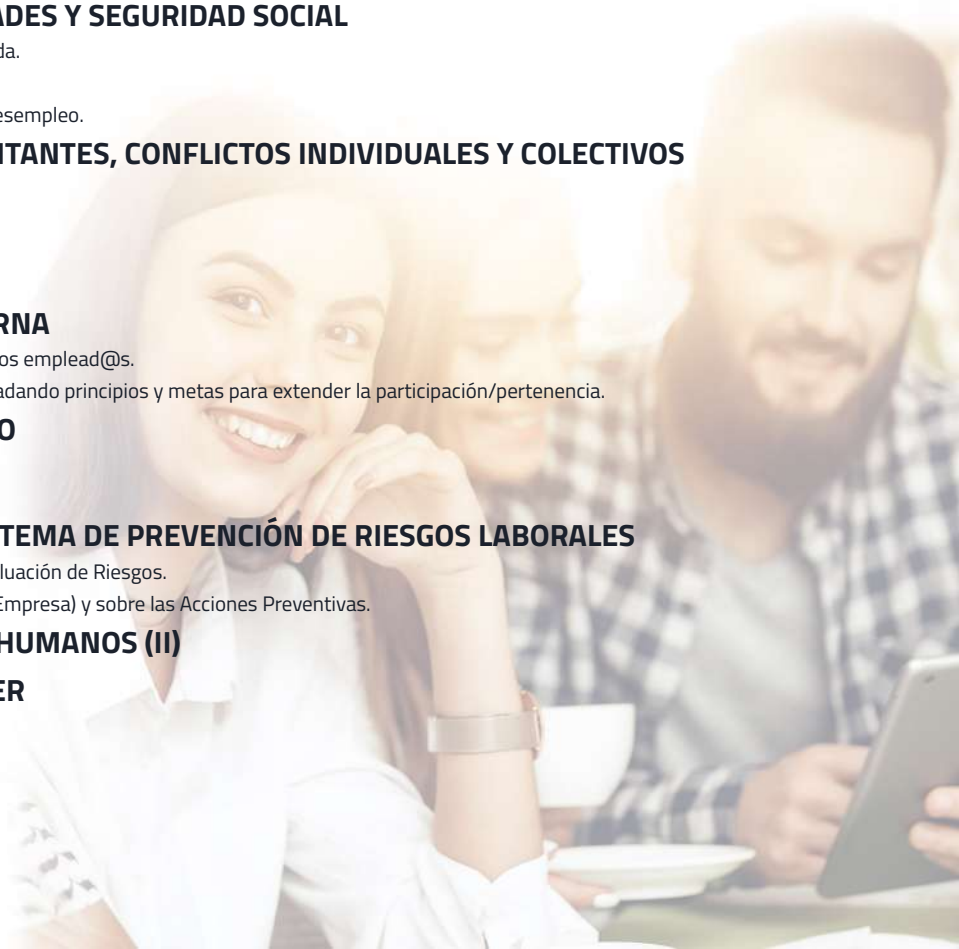 ADES Y SEGURIDAD SOCIAL
da.
esempleo.
NTANTES, CONFLICTOS INDIVIDUALES Y COLECTIVOS
RNA
os emplead@s.
adando principios y metas para extender la participación/pertenencia.
O
TEMA DE PREVENCIÓN DE RIESGOS LABORALES
luación de Riesgos.
Empresa) y sobre las Acciones Preventivas.
HUMANOS (II)
ER